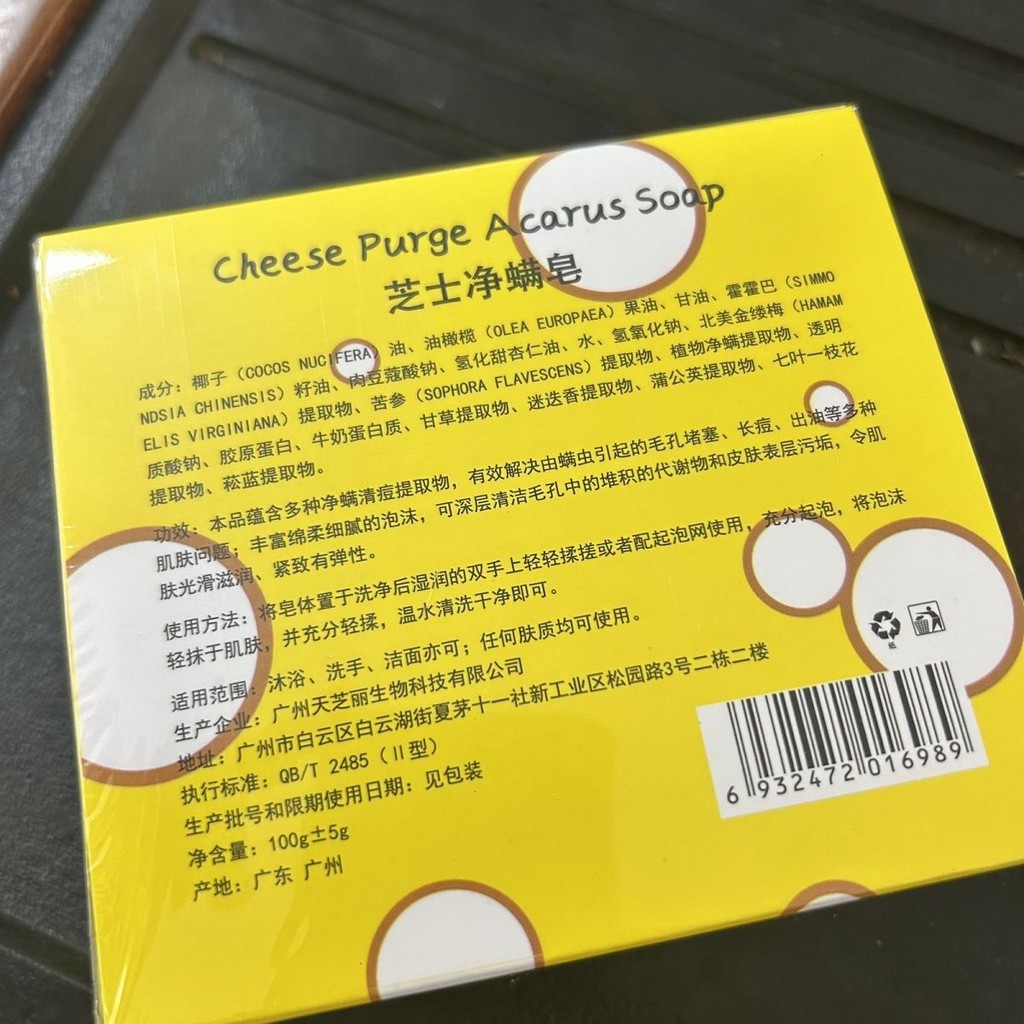 Cheese Purge Acarus Soap
芝士净螨皂
成分：椰子（COCOS NUCIFERA）油、油橄榄（OLEA EUROPAEA）果油、甘油、霍霍巴（SIMMO
NDSIA CHINENSIS）籽油、肉豆蔻酸钠、氢化甜杏仁油、水、氢氧化钠、北美金缕梅（HAMAM
ELIS VIRGINIANA）提取物、苦参（SOPHORA FLAVESCENS）提取物、植物净螨提取物、透明
质酸钠、胶原蛋白、牛奶蛋白质、甘草提取物、迷迭香提取物、蒲公英提取物、七叶一枝花
提取物、菘蓝提取物。
功效：本品蕴含多种净螨清痘提取物，有效解决由螨虫引起的毛孔堵塞、长痘、出油等多种
肌肤问题；丰富绵柔细腻的泡沫，可深层清洁毛孔中的堆积的代谢物和皮肤表层污垢，令肌
肤光滑滋润、紧致有弹性。
使用方法：将皂体置于洗净后湿润的双手上轻轻揉搓或者配起泡网使用，充分起泡，将泡沫
轻抹于肌肤，并充分轻揉，温水清洗干净即可。
适用范围：沐浴、洗手、洁面亦可；任何肤质均可使用。
生产企业：广州天芝丽生物科技有限公司
地址：广州市白云区白云湖街夏茅十一社新工业区松园路3号二栋二楼
执行标准：QB/T 2485（Ⅱ型）
生产批号和限期使用日期：见包装
净含量：100g±5g
产地：广东 广州
纸
6 932472 016989